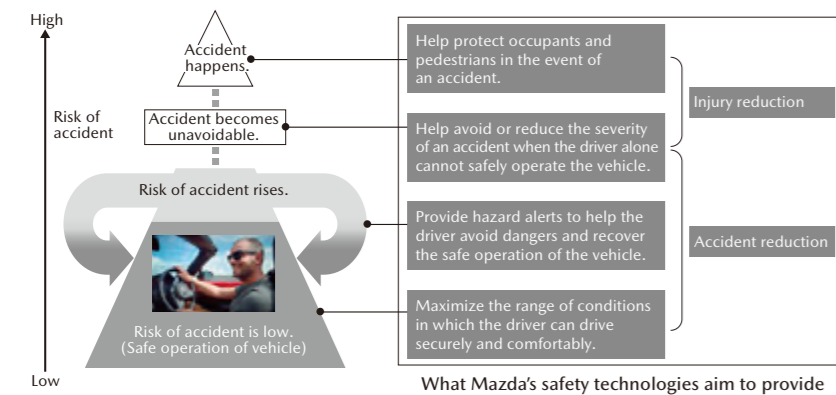 High
Accident
happens.
Risk of
accident
Accident becomes
unavoidable.
Risk of accident rises.
Risk of accident is low.
(Safe operation of vehicle)
Low
Help protect occupants and
pedestrians in the event of
an accident.
Help avoid or reduce the severity
of an accident when the driver alone
cannot safely operate the vehicle.
Provide hazard alerts to help the
driver avoid dangers and recover
the safe operation of the vehicle.
Maximize the range of conditions
in which the driver can drive
securely and comfortably.
Injury reduction
Accident reduction
What Mazda's safety technologies aim to provide